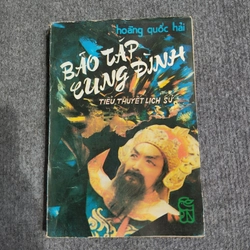 hoàng quốc hải
BÃO TÁP
CUNG ĐÌNH
TIỂU THUYẾT LỊCH SỬ